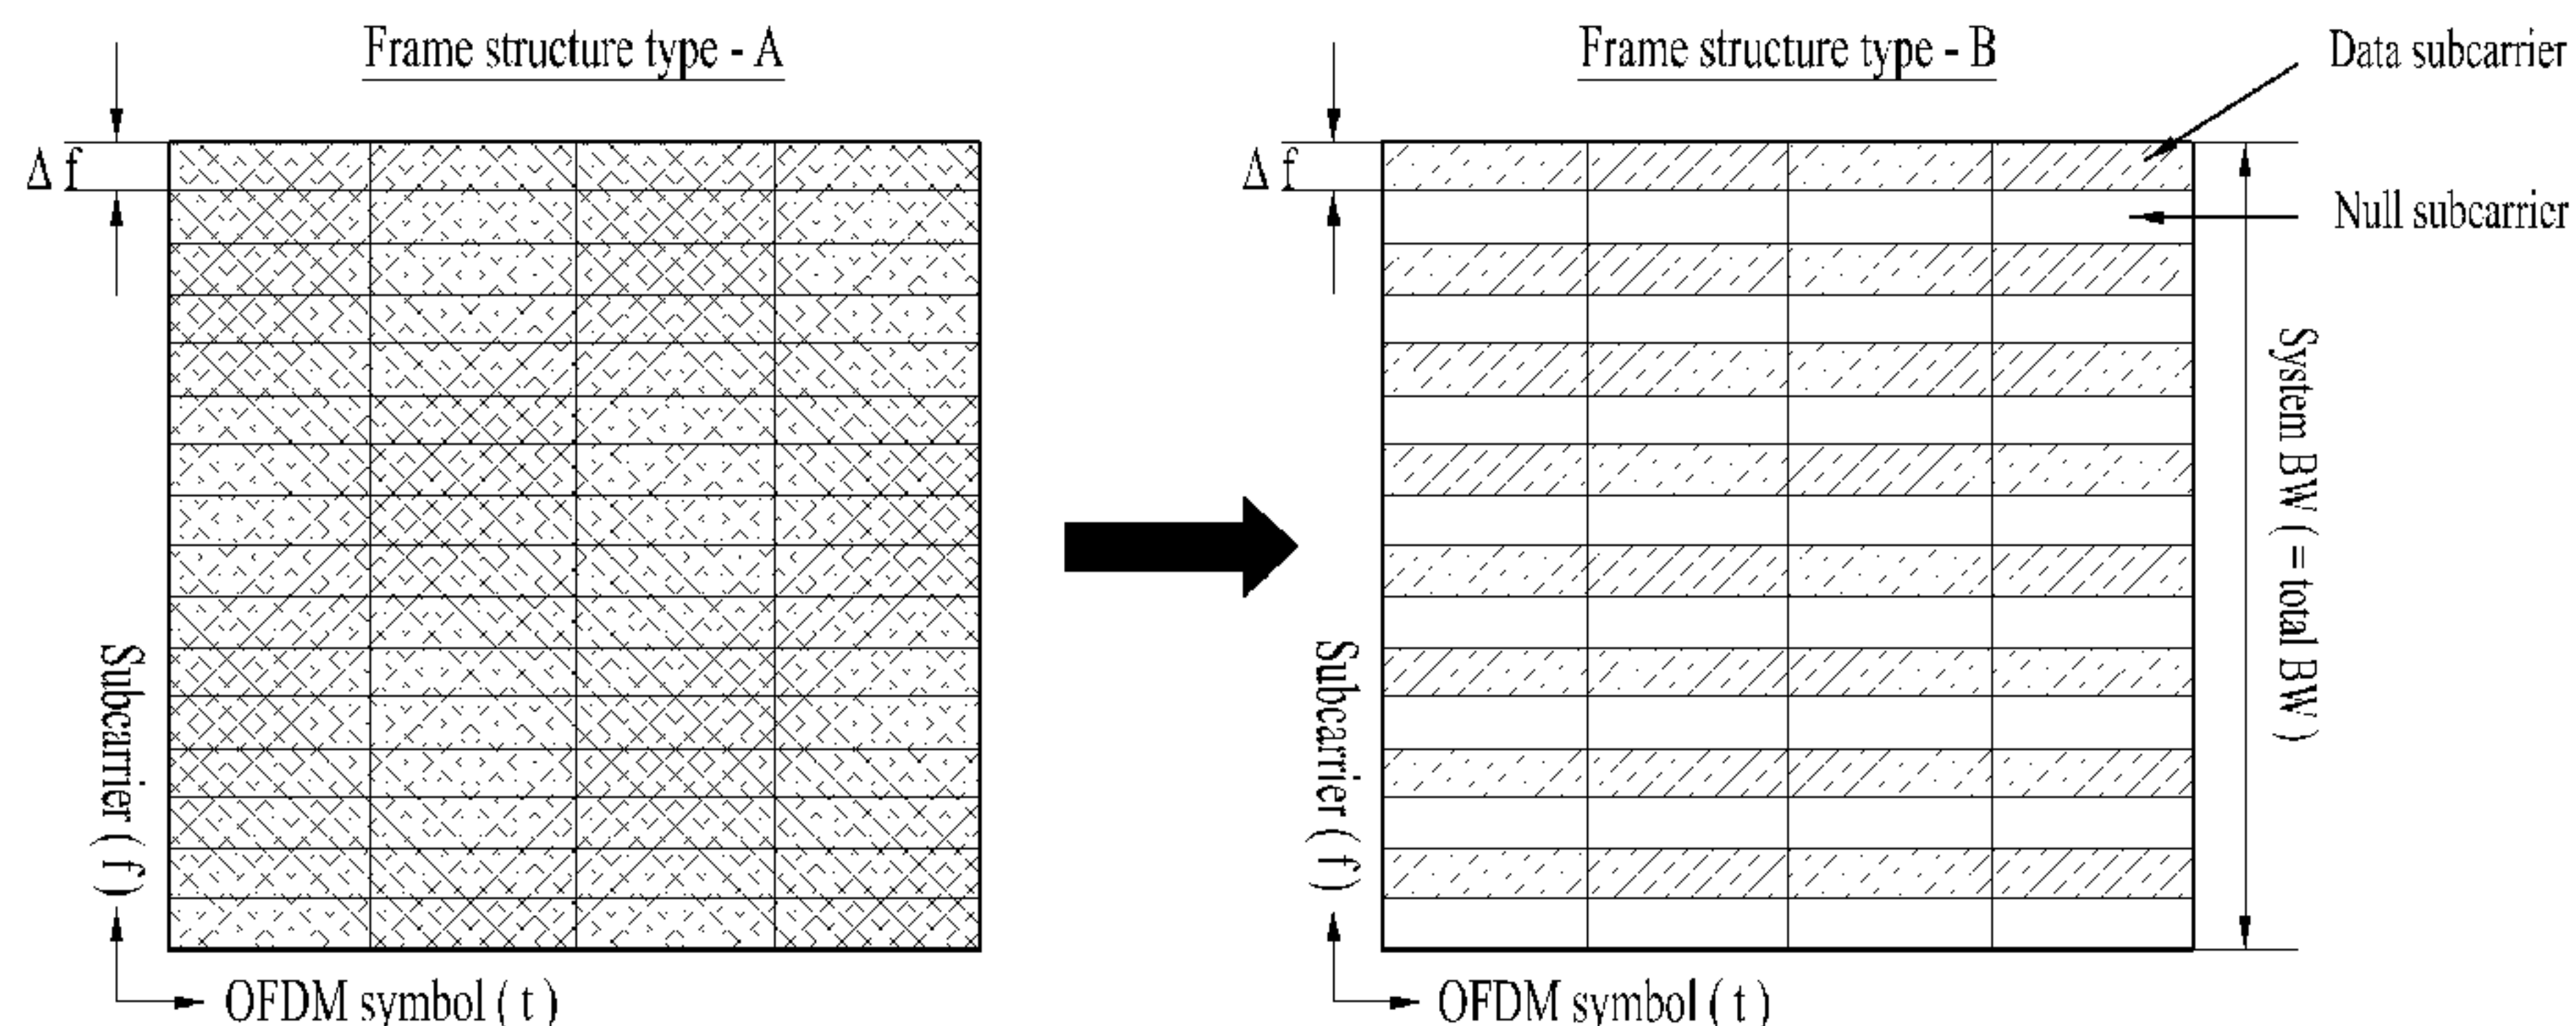 Frame structure type - A
Δ f
Subcarrier ( f )
OFDM symbol ( t )
Frame structure type - B
Δ f
Data subcarrier
Null subcarrier
System BW ( = total BW )
Subcarrier ( f )
OFDM symbol ( t )